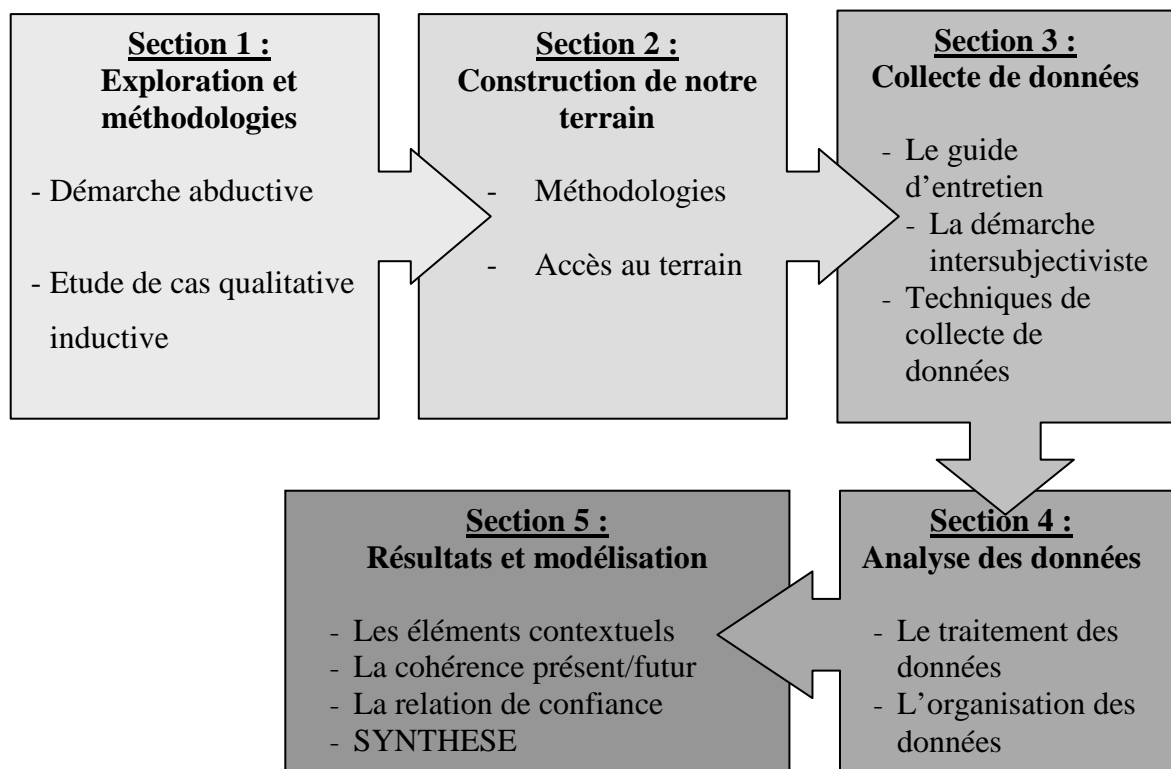 Section 1 :
Exploration et
méthodologies
- Démarche abductive
- Etude de cas qualitative
inductive
Section 2 :
Construction de notre
terrain
- Méthodologies
- Accès au terrain
Section 3 :
Collecte de données
- Le guide
d’entretien
- La démarche
intersubjectiviste
- Techniques de
collecte de
données
Section 4 :
Analyse des données
- Le traitement des
données
- L’organisation des
données
Section 5 :
Résultats et modélisation
- Les éléments contextuels
- La cohérence présent/futur
- La relation de confiance
- SYNTHESE